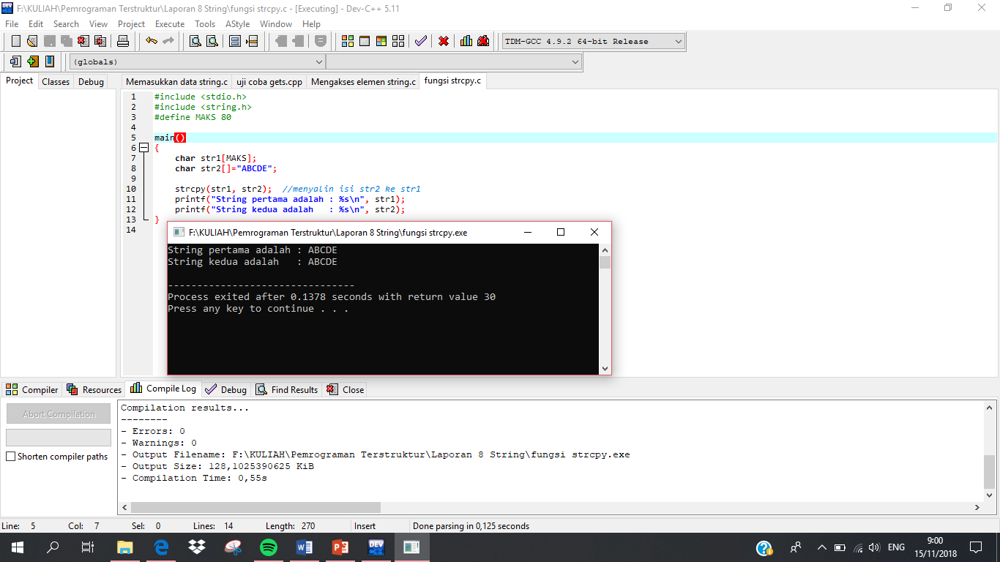 F:\KULIAH\Pemrograman Terstruktur\Laporan 8 String\fungsi strcpy.c - [Executing] - Dev-C++ 5.11
File Edit Search View Project Execute Tools AStyle Window Help
TDM-GCC 4.9.2 64-bit Release
(globals)
Project Classes Debug Memasukkan data string.c uji coba gets.cpp Mengakses elemen string.c fungsi strcpy.c
1 #include <stdio.h>
2 #include <string.h>
3 #define MAKS 80
4
5 main()
6 {
7 char str1[MAKS];
8 char str2[]="ABCDE";
9
10 strcpy(str1, str2); //menyalin isi str2 ke str1
11 printf("String pertama adalah : %s\n", str1);
12 printf("String kedua adalah   : %s\n", str2);
13 }
14
F:\KULIAH\Pemrograman Terstruktur\Laporan 8 String\fungsi strcpy.exe
String pertama adalah : ABCDE
String kedua adalah   : ABCDE
--------------------------------
Process exited after 0.1378 seconds with return value 30
Press any key to continue . . .
Compiler Resources Compile Log Debug Find Results Close
Abort Compilation
Shorten compiler paths
Compilation results...
--------
- Errors: 0
- Warnings: 0
- Output Filename: F:\KULIAH\Pemrograman Terstruktur\Laporan 8 String\fungsi strcpy.exe
- Output Size: 128,1025390625 KiB
- Compilation Time: 0,55s
Line: 5 Col: 7 Sel: 0 Lines: 14 Length: 270 Insert Done parsing in 0,125 seconds
DEV
ENG
9:00
15/11/2018